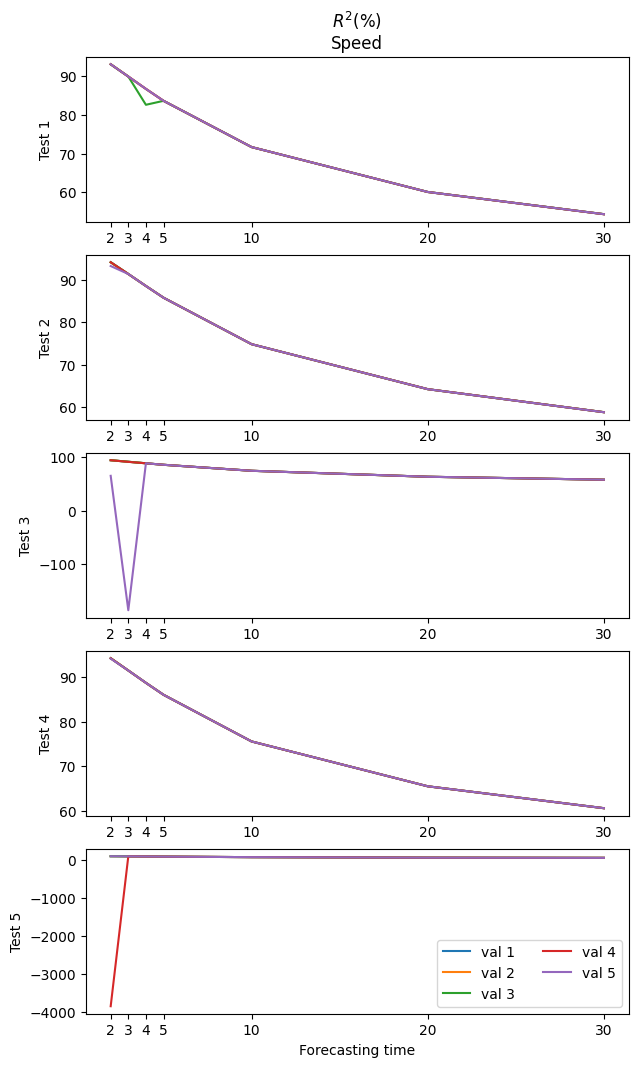 R²(%)
Speed
90
80
70
60
Test 1
2 3 4 5 10 20 30
90
80
70
60
Test 2
2 3 4 5 10 20 30
100
0
−100
Test 3
2 3 4 5 10 20 30
90
80
70
60
Test 4
2 3 4 5 10 20 30
0
−1000
−2000
−3000
−4000
Test 5
val 1 val 4
val 2 val 5
val 3
2 3 4 5 10 20 30
Forecasting time